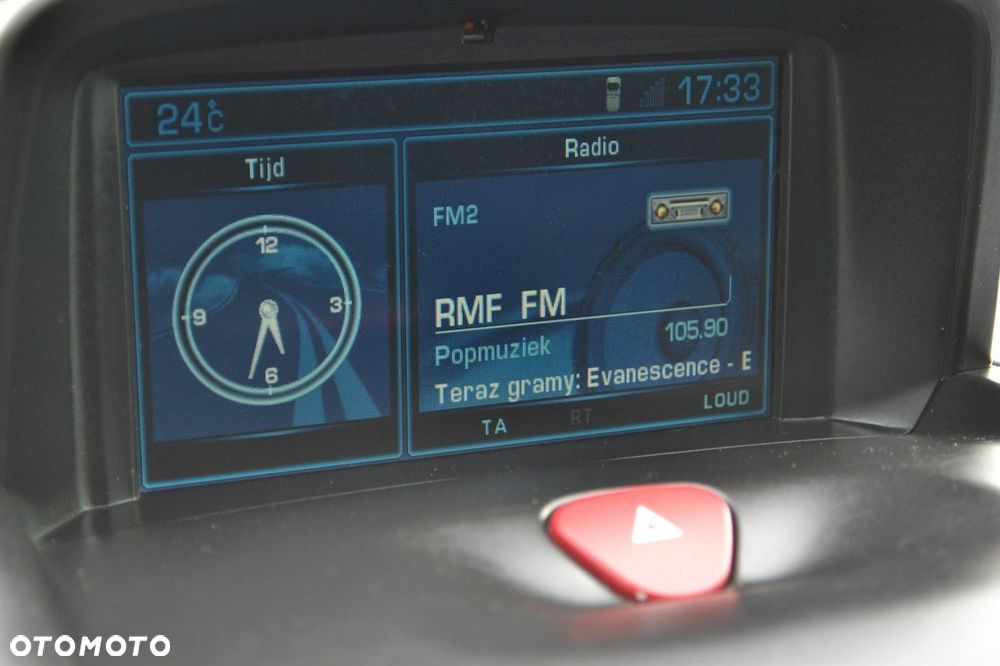 24°C
17:33
Tijd
12
9
3
6
Radio
FM2
RMF FM
105.90
Popmuziek
Teraz gramy: Evanescence - E
TA RT LOUD
OTOMOTO